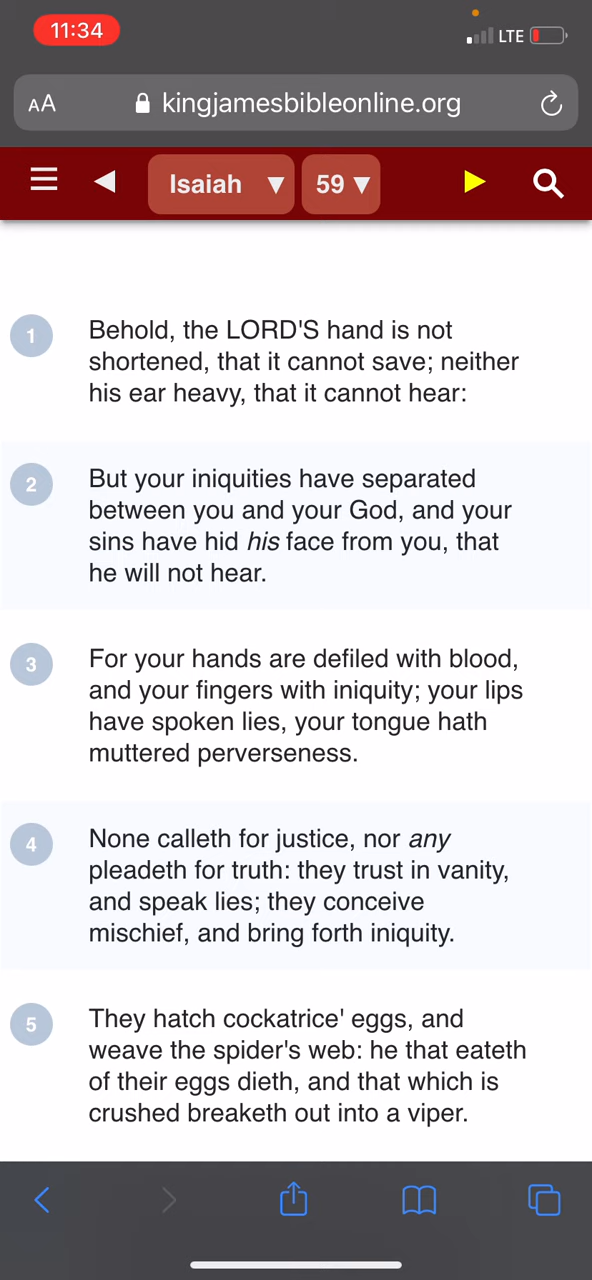 11:34
LTE
AA
kingjamesbibleonline.org
Isaiah ▼ 59 ▼
1
Behold, the LORD'S hand is not
shortened, that it cannot save; neither
his ear heavy, that it cannot hear:
2
But your iniquities have separated
between you and your God, and your
sins have hid his face from you, that
he will not hear.
3
For your hands are defiled with blood,
and your fingers with iniquity; your lips
have spoken lies, your tongue hath
muttered perverseness.
4
None calleth for justice, nor any
pleadeth for truth: they trust in vanity,
and speak lies; they conceive
mischief, and bring forth iniquity.
5
They hatch cockatrice' eggs, and
weave the spider's web: he that eateth
of their eggs dieth, and that which is
crushed breaketh out into a viper.